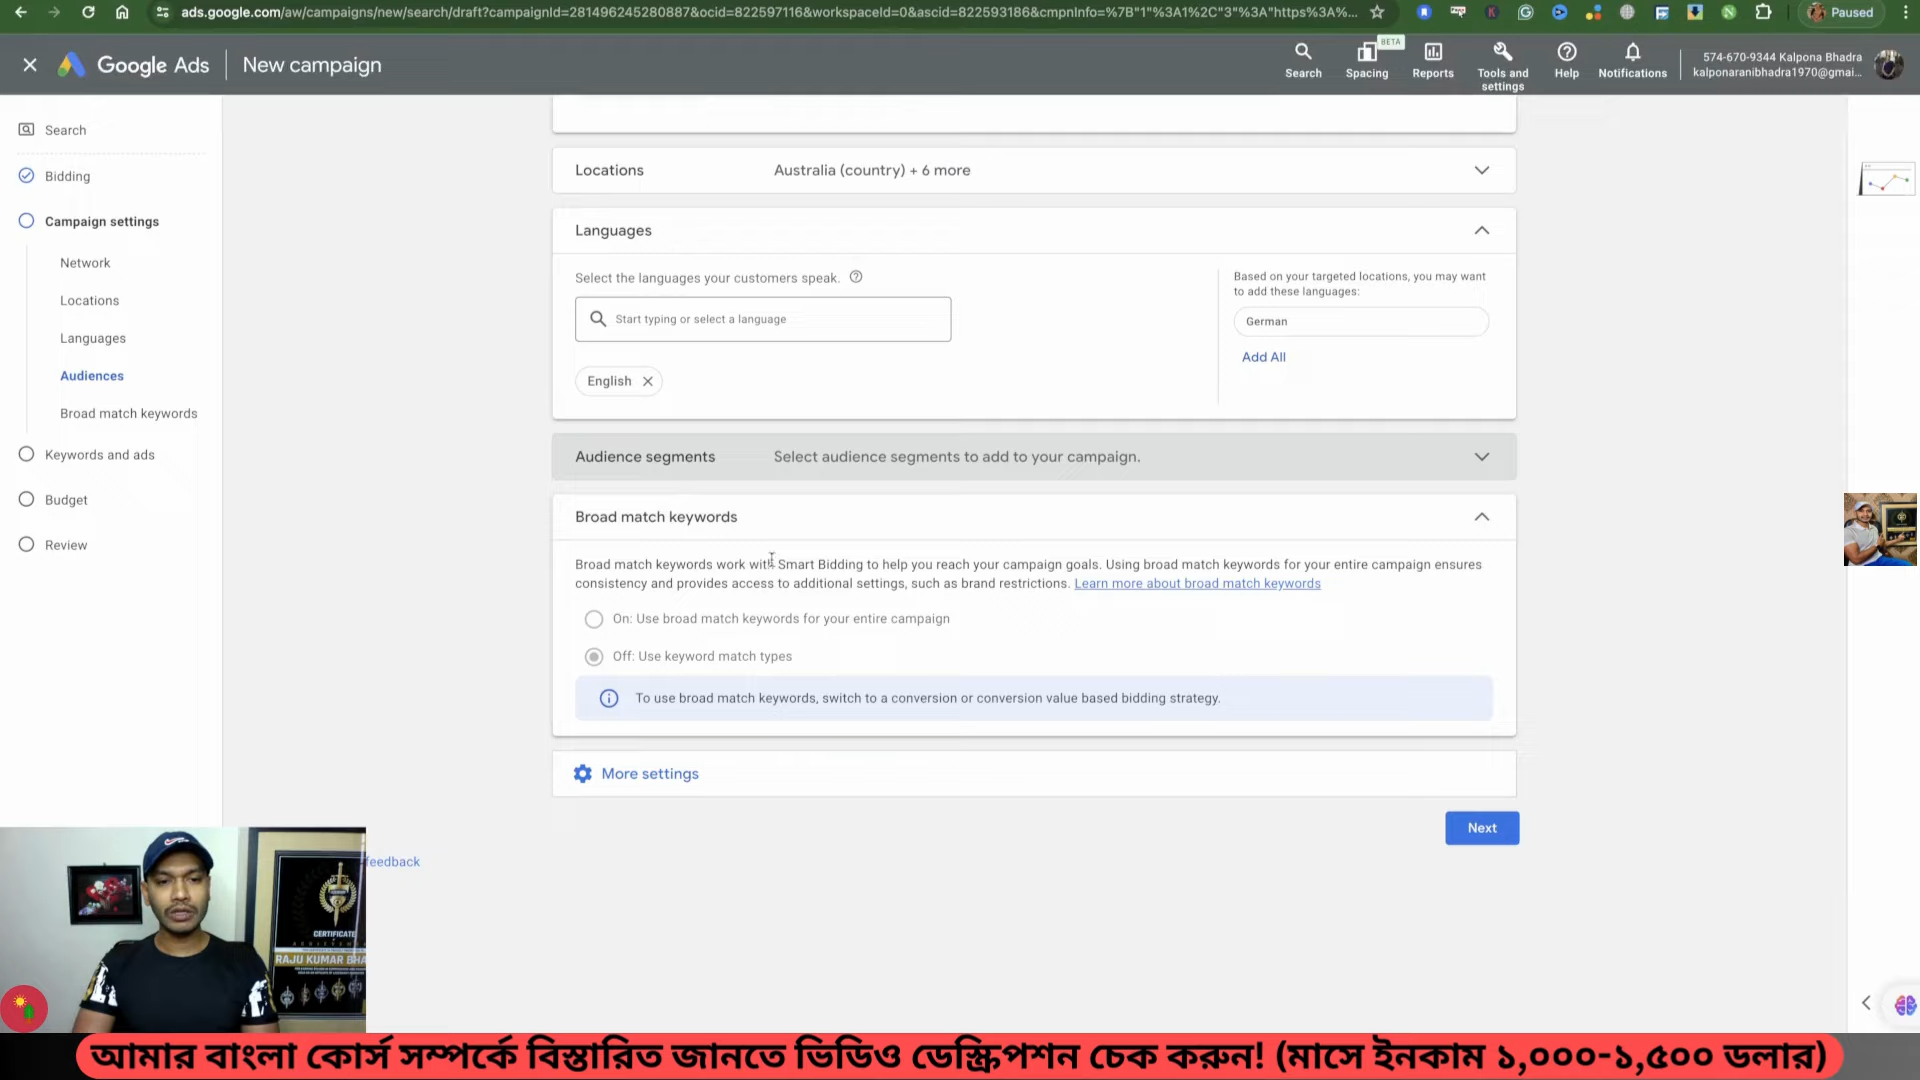 ads.google.com/aw/campaigns/new/search/draft?campaignId=281496245280887&ocid=822597116&workspaceId=0&ascid=822593186&cmpnInfo=%7B"1"%3A1%2C"3"%3A"https%3A%...
Paused
Google Ads
New campaign
Search
BETA
Spacing
Reports
Tools and settings
Help
Notifications
574-670-9344 Kalpona Bhadra
kalponaranibhadra1970@gmai...
Search
Bidding
Campaign settings
Network
Locations
Languages
Audiences
Broad match keywords
Keywords and ads
Budget
Review
Locations
Australia (country) + 6 more
Languages
Select the languages your customers speak.
Start typing or select a language
English
Based on your targeted locations, you may want
to add these languages:
German
Add All
Audience segments
Select audience segments to add to your campaign.
Broad match keywords
Broad match keywords work with Smart Bidding to help you reach your campaign goals. Using broad match keywords for your entire campaign ensures
consistency and provides access to additional settings, such as brand restrictions. Learn more about broad match keywords
On: Use broad match keywords for your entire campaign
Off: Use keyword match types
To use broad match keywords, switch to a conversion or conversion value based bidding strategy.
More settings
Next
feedback
CERTIFICATE
RAJU KUMAR BHA
আমার বাংলা কোর্স সম্পর্কে বিস্তারিত জানতে ভিডিও ডেস্ক্রিপশন চেক করুন! (মাসে ইনকাম ১,০০০-১,৫০০ ডলার)